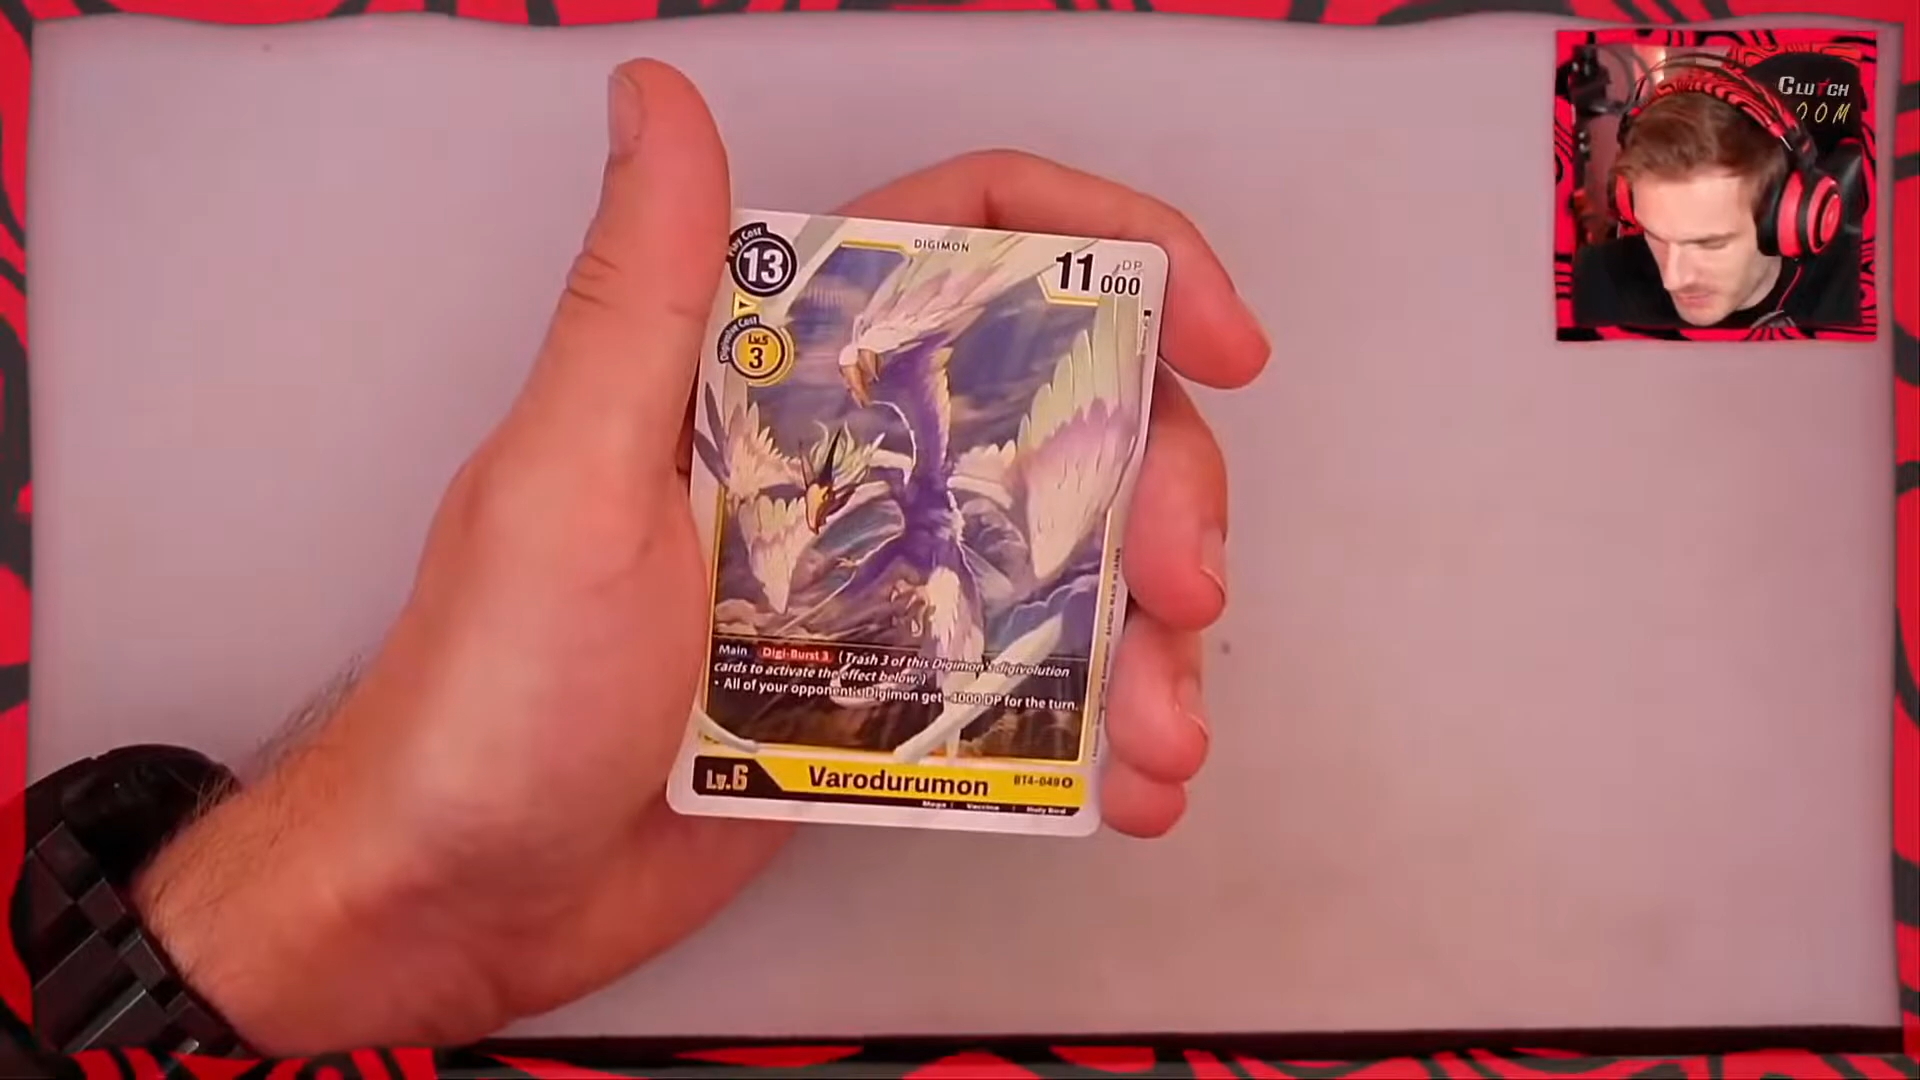 CLUTCH
OOM
DIGIMON
Play Cost
13
DP
11000
Digivolve Cost
Lv.5
3
Main Digi-Burst 3 (Trash 3 of this Digimon's digivolution
cards to activate the effect below.)
• All of your opponent's Digimon get -4000 DP for the turn.
Lv.6
Varodurumon
BT4-049 R
Mega | Vaccine | Holy Bird